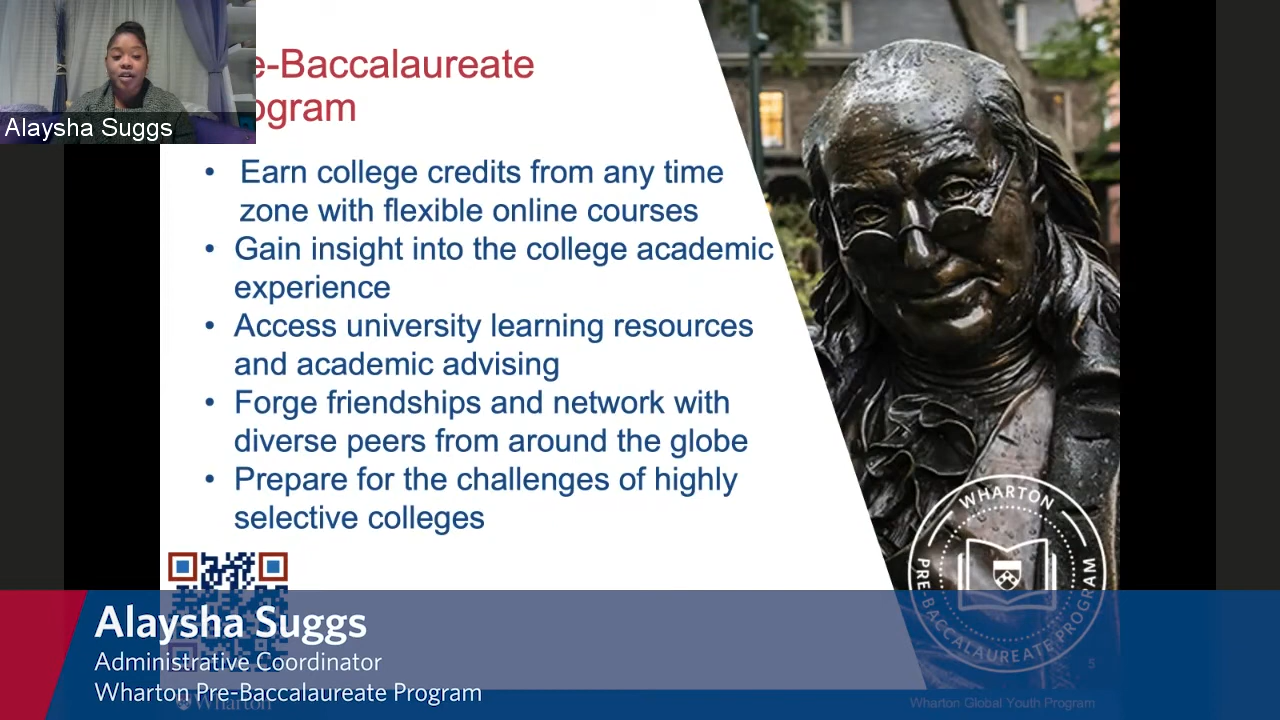 Alaysha Suggs
e-Baccalaureate
ogram
• Earn college credits from any time
zone with flexible online courses
• Gain insight into the college academic
experience
• Access university learning resources
and academic advising
• Forge friendships and network with
diverse peers from around the globe
• Prepare for the challenges of highly
selective colleges
WHARTON
PRE-BACCALAUREATE PROGRAM
Alaysha Suggs
Administrative Coordinator
Wharton Pre-Baccalaureate Program
5
Wharton
Wharton Global Youth Program